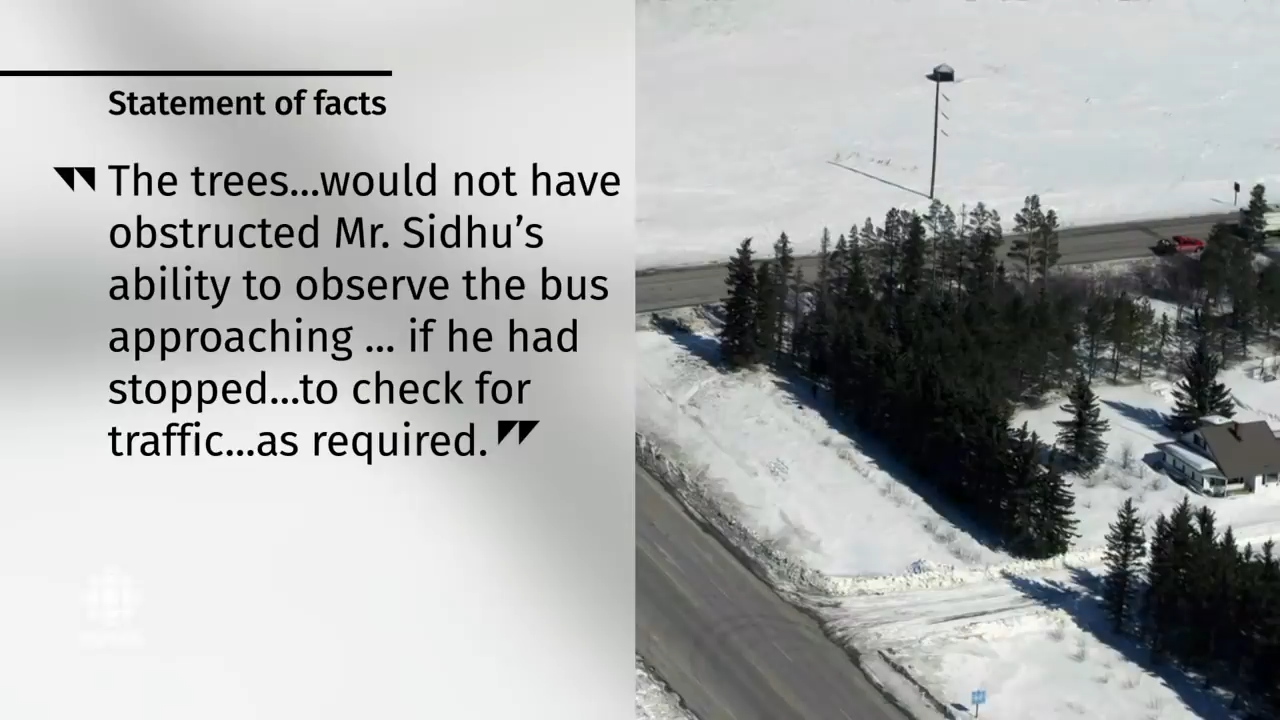 Statement of facts
The trees...would not have
obstructed Mr. Sidhu’s
ability to observe the bus
approaching ... if he had
stopped...to check for
traffic...as required.